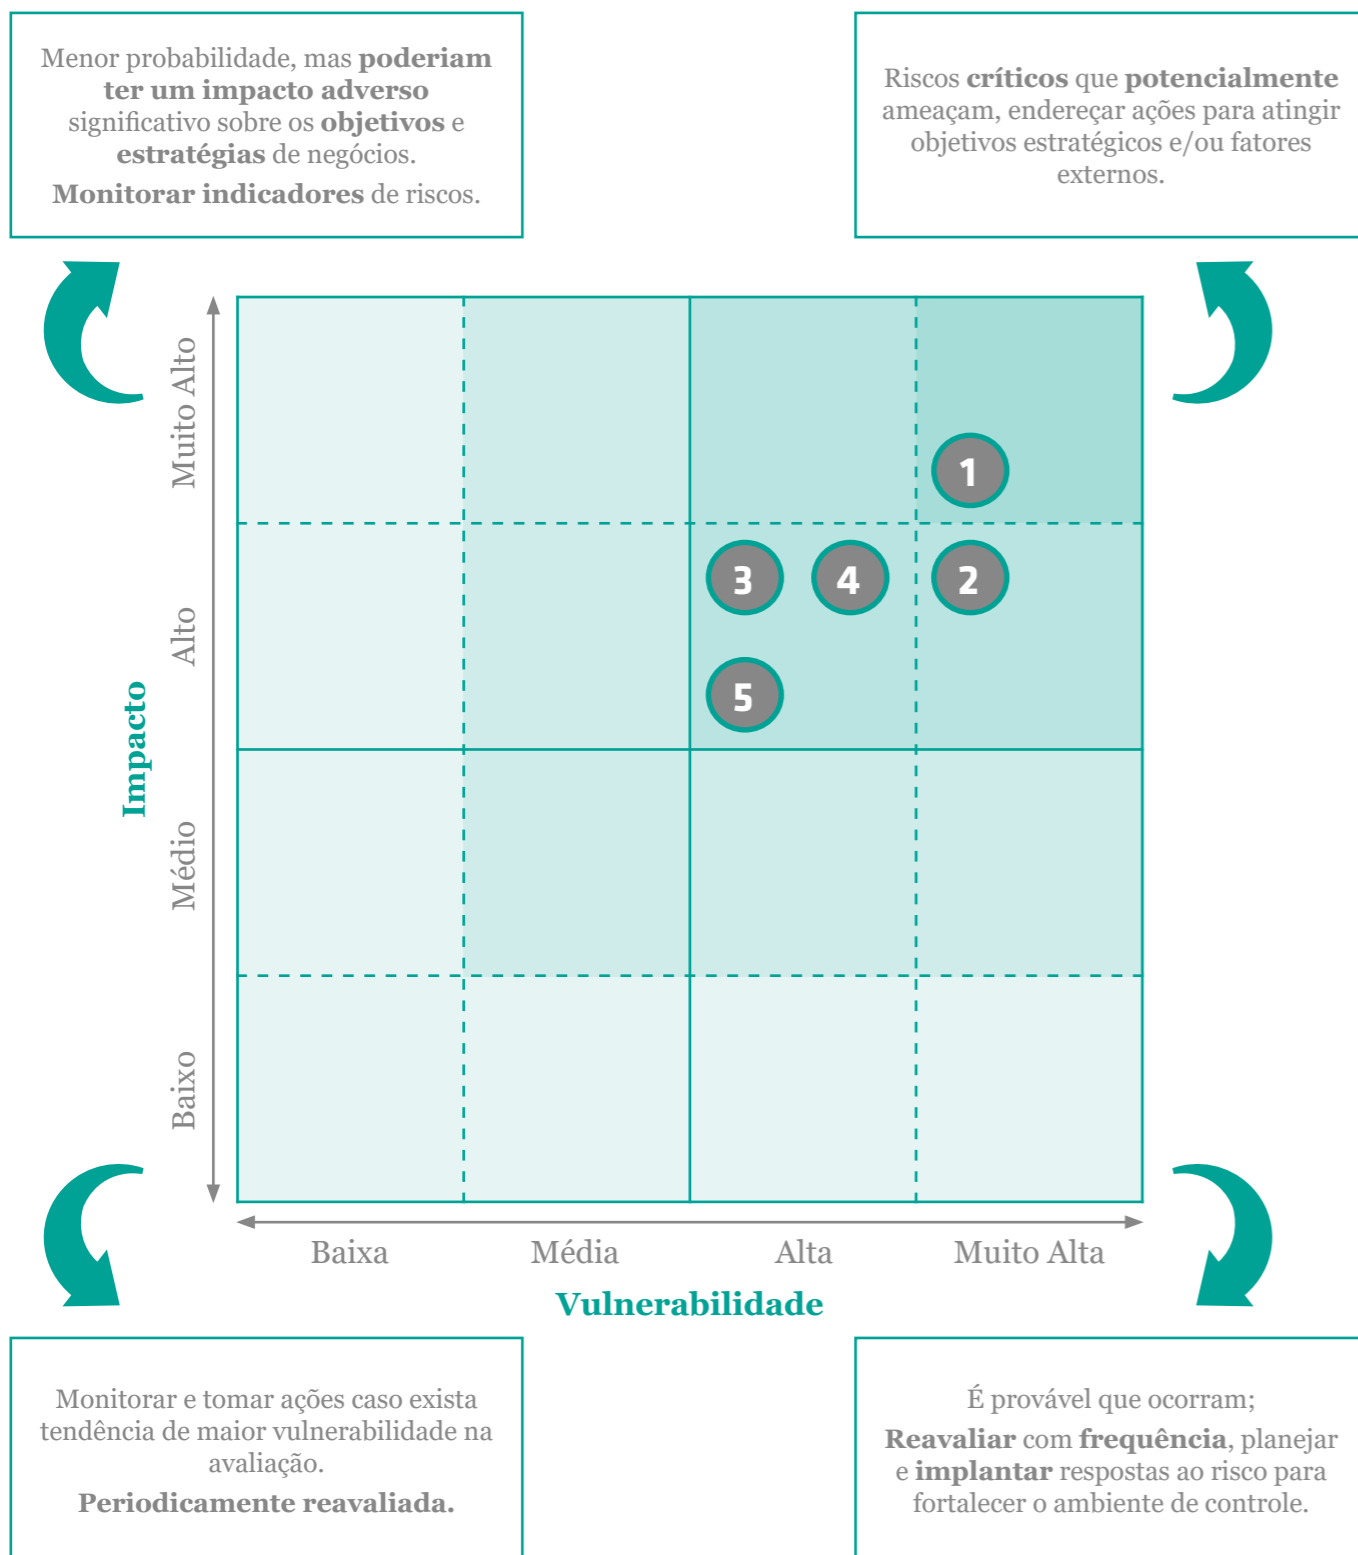 Menor probabilidade, mas poderiam
ter um impacto adverso
significativo sobre os objetivos e
estratégias de negócios.
Monitorar indicadores de riscos.
Riscos críticos que potencialmente
ameaçam, endereçar ações para atingir
objetivos estratégicos e/ou fatores
externos.
Impacto
Muito Alto
Alto
Médio
Baixo
1
3
4
2
5
Baixa
Média
Alta
Muito Alta
Vulnerabilidade
Monitorar e tomar ações caso exista
tendência de maior vulnerabilidade na
avaliação.
Periodicamente reavaliada.
É provável que ocorram;
Reavaliar com frequência, planejar
e implantar respostas ao risco para
fortalecer o ambiente de controle.